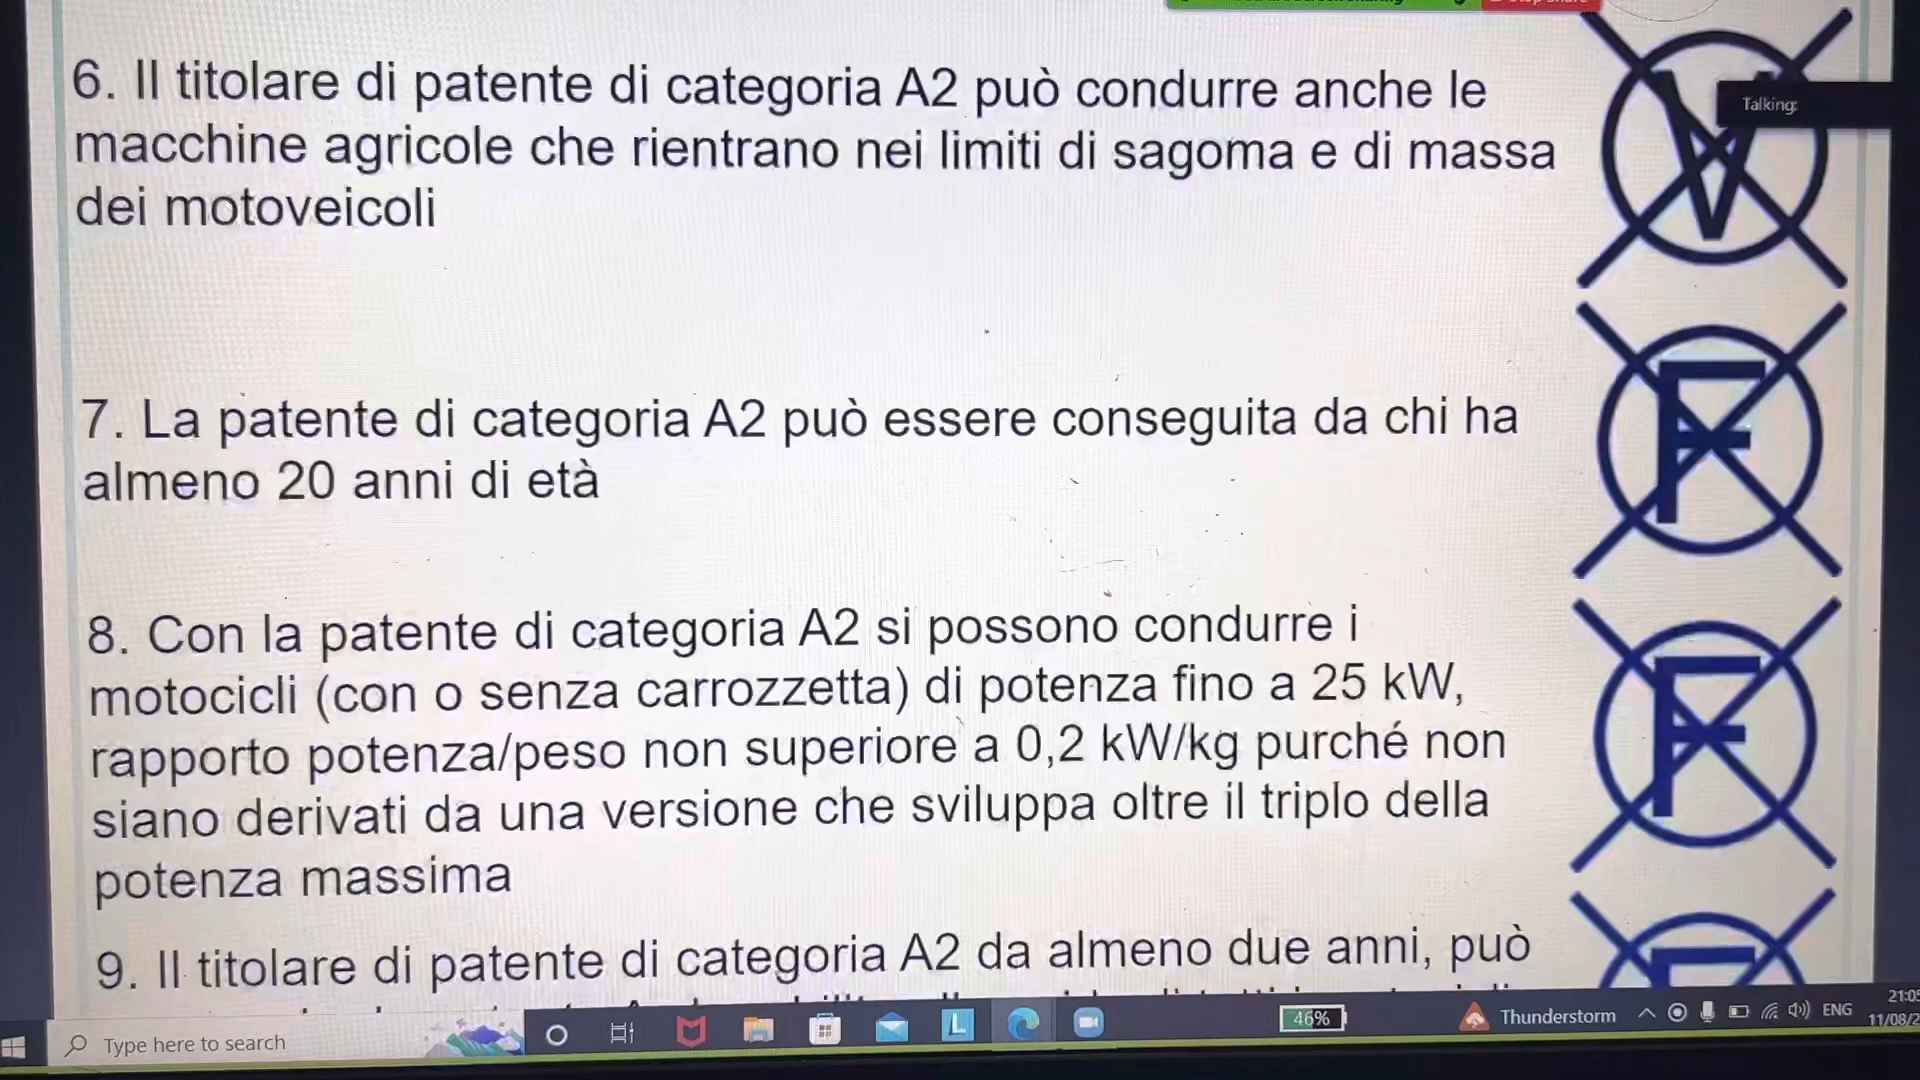 6. Il titolare di patente di categoria A2 può condurre anche le
macchine agricole che rientrano nei limiti di sagoma e di massa
dei motoveicoli
V
Talking:
7. La patente di categoria A2 può essere conseguita da chi ha
almeno 20 anni di età
F
8. Con la patente di categoria A2 si possono condurre i
motocicli (con o senza carrozzetta) di potenza fino a 25 kW,
rapporto potenza/peso non superiore a 0,2 kW/kg purché non
siano derivati da una versione che sviluppa oltre il triplo della
potenza massima
F
9. Il titolare di patente di categoria A2 da almeno due anni, può
Type here to search
L
46%
Thunderstorm
ENG
21:05
11/08/2